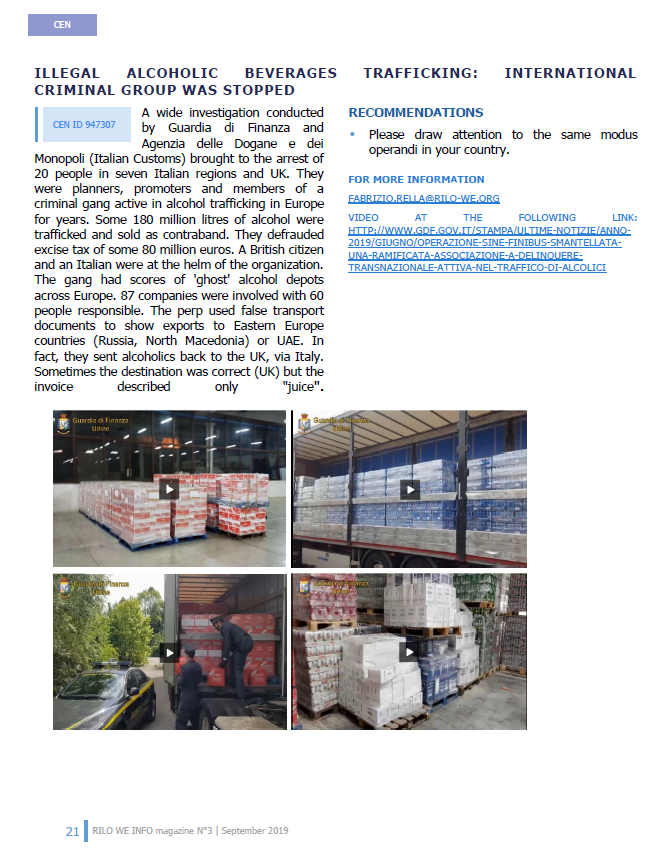 CEN
ILLEGAL ALCOHOLIC BEVERAGES TRAFFICKING: INTERNATIONAL
CRIMINAL GROUP WAS STOPPED
CEN ID 947307
A wide investigation conducted
by Guardia di Finanza and
Agenzia delle Dogane e dei
Monopoli (Italian Customs) brought to the arrest of
20 people in seven Italian regions and UK. They
were planners, promoters and members of a
criminal gang active in alcohol trafficking in Europe
for years. Some 180 million litres of alcohol were
trafficked and sold as contraband. They defrauded
excise tax of some 80 million euros. A British citizen
and an Italian were at the helm of the organization.
The gang had scores of 'ghost' alcohol depots
across Europe. 87 companies were involved with 60
people responsible. The perp used false transport
documents to show exports to Eastern Europe
countries (Russia, North Macedonia) or UAE. In
fact, they sent alcoholics back to the UK, via Italy.
Sometimes the destination was correct (UK) but the
invoice described only "juice".
RECOMMENDATIONS
• Please draw attention to the same modus
operandi in your country.
FOR MORE INFORMATION
FABRIZIO.RELLA@RILO-WE.ORG
VIDEO AT THE FOLLOWING LINK:
HTTP://WWW.GDF.GOV.IT/STAMPA/ULTIME-NOTIZIE/ANNO-
2019/GIUGNO/OPERAZIONE-SINE-FINIBUS-SMANTELLATA-
UNA-RAMIFICATA-ASSOCIAZIONE-A-DELINQUERE-
TRANSNAZIONALE-ATTIVA-NEL-TRAFFICO-DI-ALCOLICI
Guardia di Finanza
Udine
Guardia di Finanza
Udine
Guardia di Finanza
Udine
Guardia di Finanza
Udine
21 RILO WE INFO magazine N°3 | September 2019